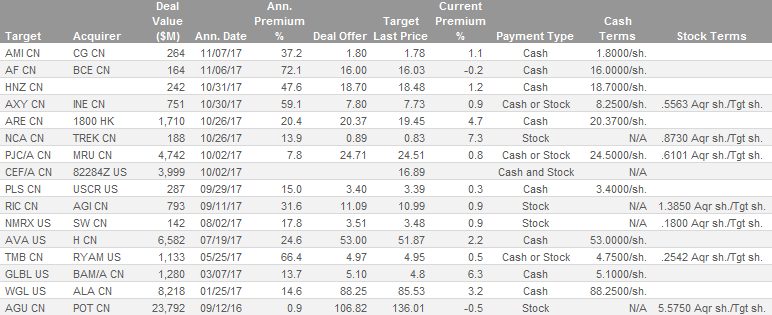 Deal Ann. Target Current
Value Premium Premium Cash
Target Acquirer ($M) Ann. Date % Deal Offer Last Price % Payment Type Terms Stock Terms
AMI CN CG CN 264 11/07/17 37.2 1.80 1.78 1.1 Cash 1.8000/sh.
AF CN BCE CN 164 11/06/17 72.1 16.00 16.03 -0.2 Cash 16.0000/sh.
HNZ CN 242 10/31/17 47.6 18.70 18.48 1.2 Cash 18.7000/sh.
AXY CN INE CN 751 10/30/17 59.1 7.80 7.73 0.9 Cash or Stock 8.2500/sh. .5563 Aqr sh./Tgt sh.
ARE CN 1800 HK 1,710 10/26/17 20.4 20.37 19.45 4.7 Cash 20.3700/sh.
NCA CN TREK CN 188 10/26/17 13.9 0.89 0.83 7.3 Stock N/A .8730 Aqr sh./Tgt sh.
PJC/A CN MRU CN 4,742 10/02/17 7.8 24.71 24.51 0.8 Cash or Stock 24.5000/sh. .6101 Aqr sh./Tgt sh.
CEF/A CN 82284Z US 3,999 10/02/17 16.89 Cash and Stock N/A
PLS CN USCR US 287 09/29/17 15.0 3.40 3.39 0.3 Cash 3.4000/sh.
RIC CN AGI CN 793 09/11/17 31.6 11.09 10.99 0.9 Stock N/A 1.3850 Aqr sh./Tgt sh.
NMRX US SW CN 142 08/02/17 17.8 3.51 3.48 0.9 Stock N/A .1800 Aqr sh./Tgt sh.
AVA US H CN 6,582 07/19/17 24.6 53.00 51.87 2.2 Cash 53.0000/sh.
TMB CN RYAM US 1,133 05/25/17 66.4 4.97 4.95 0.5 Cash or Stock 4.7500/sh. .2542 Aqr sh./Tgt sh.
GLBL US BAM/A CN 1,280 03/07/17 13.7 5.10 4.8 6.3 Cash 5.1000/sh.
WGL US ALA CN 8,218 01/25/17 14.6 88.25 85.53 3.2 Cash 88.2500/sh.
AGU CN POT CN 23,792 09/12/16 0.9 106.82 136.01 -0.5 Stock N/A 5.5750 Aqr sh./Tgt sh.